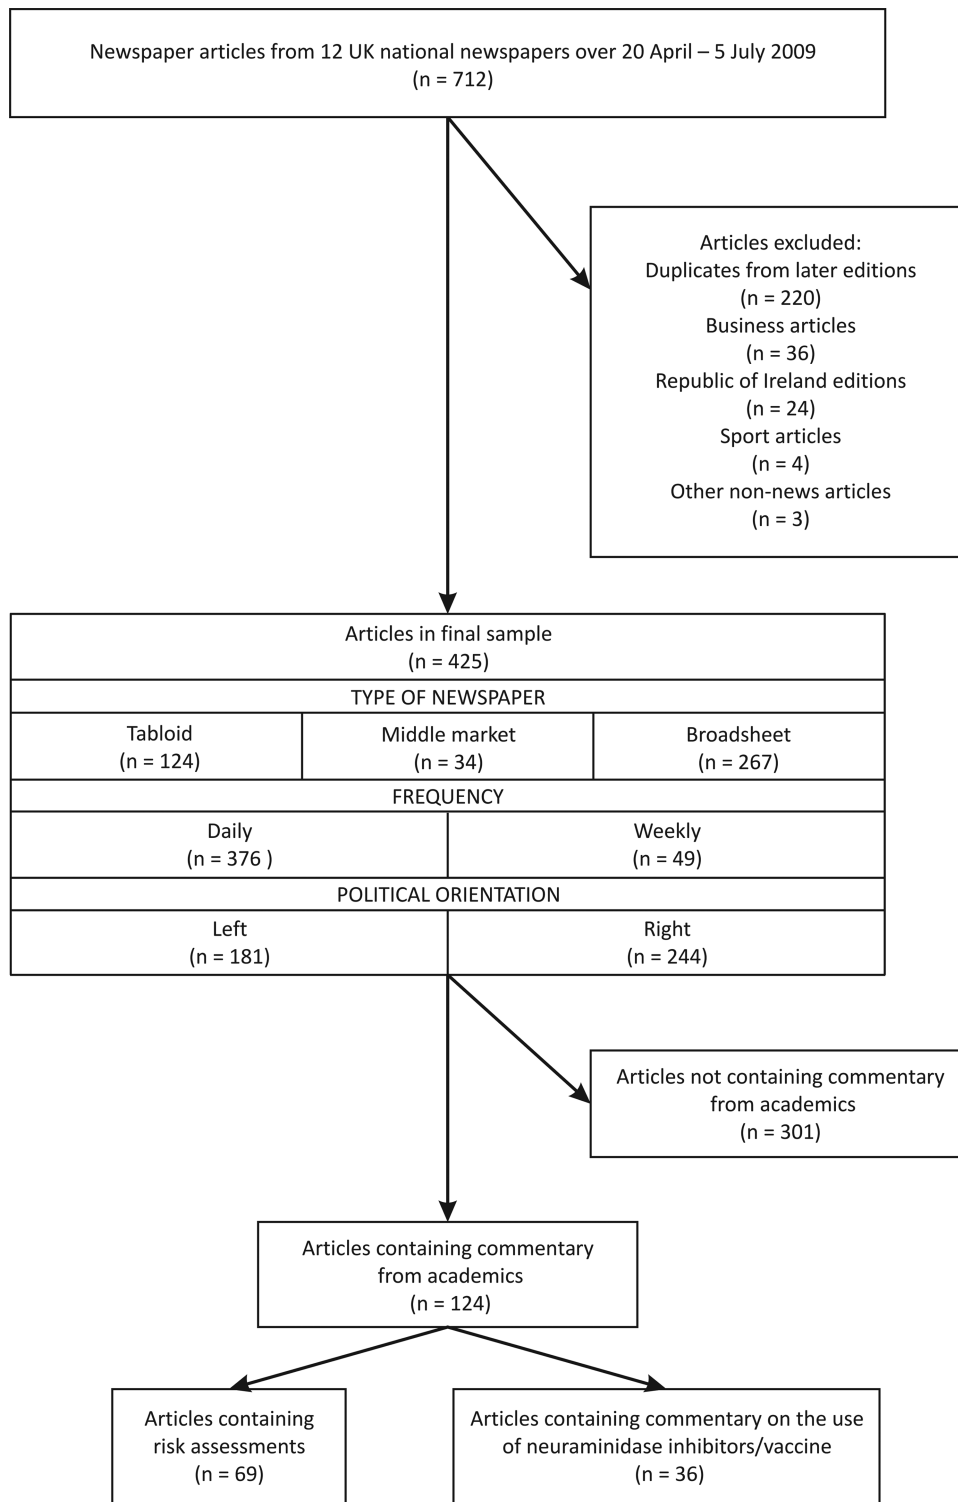 Newspaper articles from 12 UK national newspapers over 20 April – 5 July 2009
(n = 712)
Articles excluded:
Duplicates from later editions
(n = 220)
Business articles
(n = 36)
Republic of Ireland editions
(n = 24)
Sport articles
(n = 4)
Other non-news articles
(n = 3)
Articles in final sample
(n = 425)
TYPE OF NEWSPAPER
Tabloid
(n = 124)
Middle market
(n = 34)
Broadsheet
(n = 267)
FREQUENCY
Daily
(n = 376 )
Weekly
(n = 49)
POLITICAL ORIENTATION
Left
(n = 181)
Right
(n = 244)
Articles not containing commentary
from academics
(n = 301)
Articles containing commentary
from academics
(n = 124)
Articles containing
risk assessments
(n = 69)
Articles containing commentary on the use
of neuraminidase inhibitors/vaccine
(n = 36)